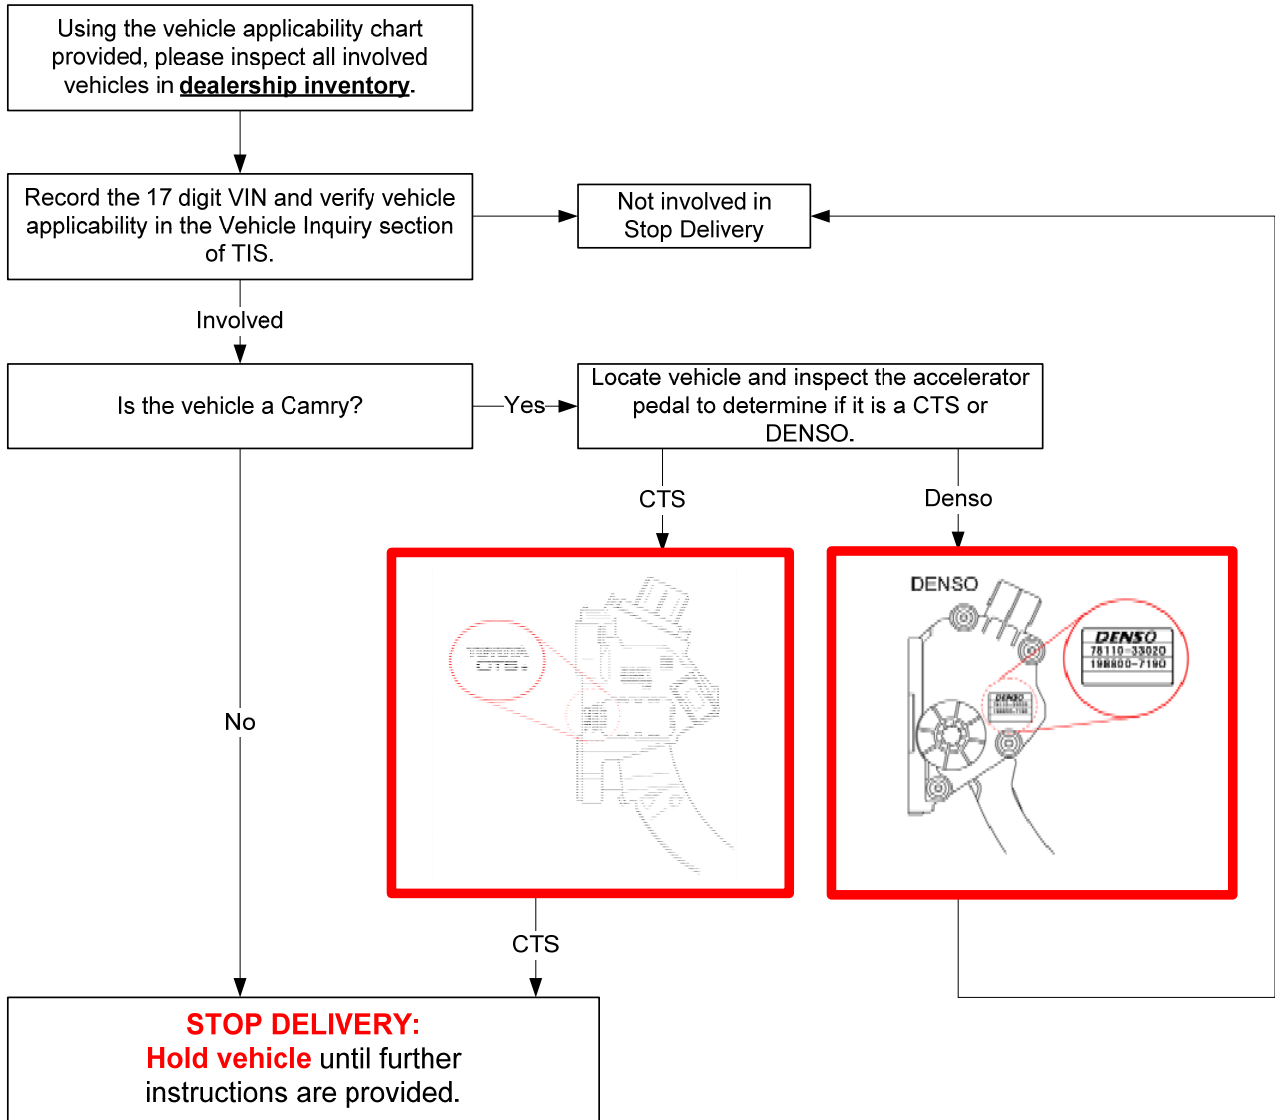 Using the vehicle applicability chart
provided, please inspect all involved
vehicles in dealership inventory.
Record the 17 digit VIN and verify vehicle
applicability in the Vehicle Inquiry section
of TIS.
Not involved in
Stop Delivery
Involved
Is the vehicle a Camry?
Yes
Locate vehicle and inspect the accelerator
pedal to determine if it is a CTS or
DENSO.
CTS
Denso
CTS
DENSO
DENSO
78110-33020
198800-7190
DENSO
No
CTS
STOP DELIVERY:
Hold vehicle until further
instructions are provided.